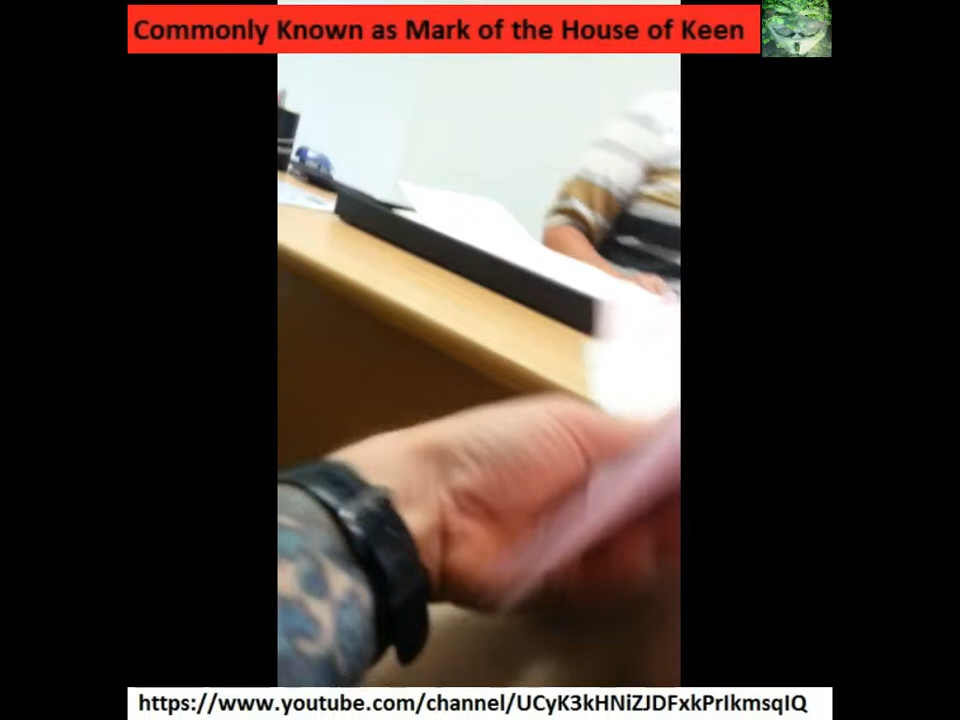 Commonly Known as Mark of the House of Keen
https://www.youtube.com/channel/UCyK3kHNiZJDFxkPrIkmsqIQ